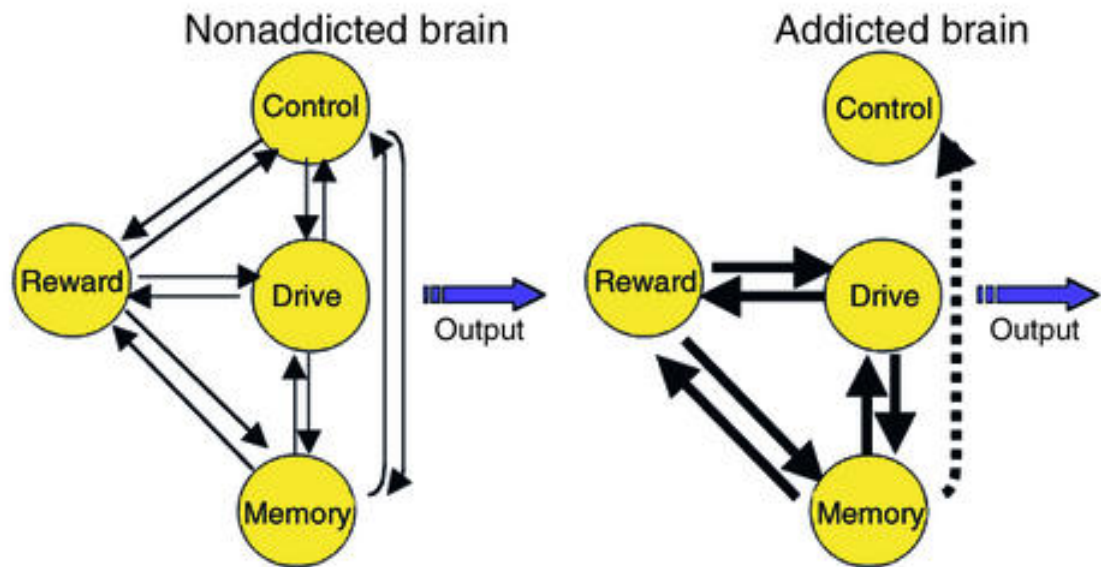 Nonaddicted brain
Control
Reward
Drive
Output
Memory
Addicted brain
Control
Reward
Drive
Output
Memory